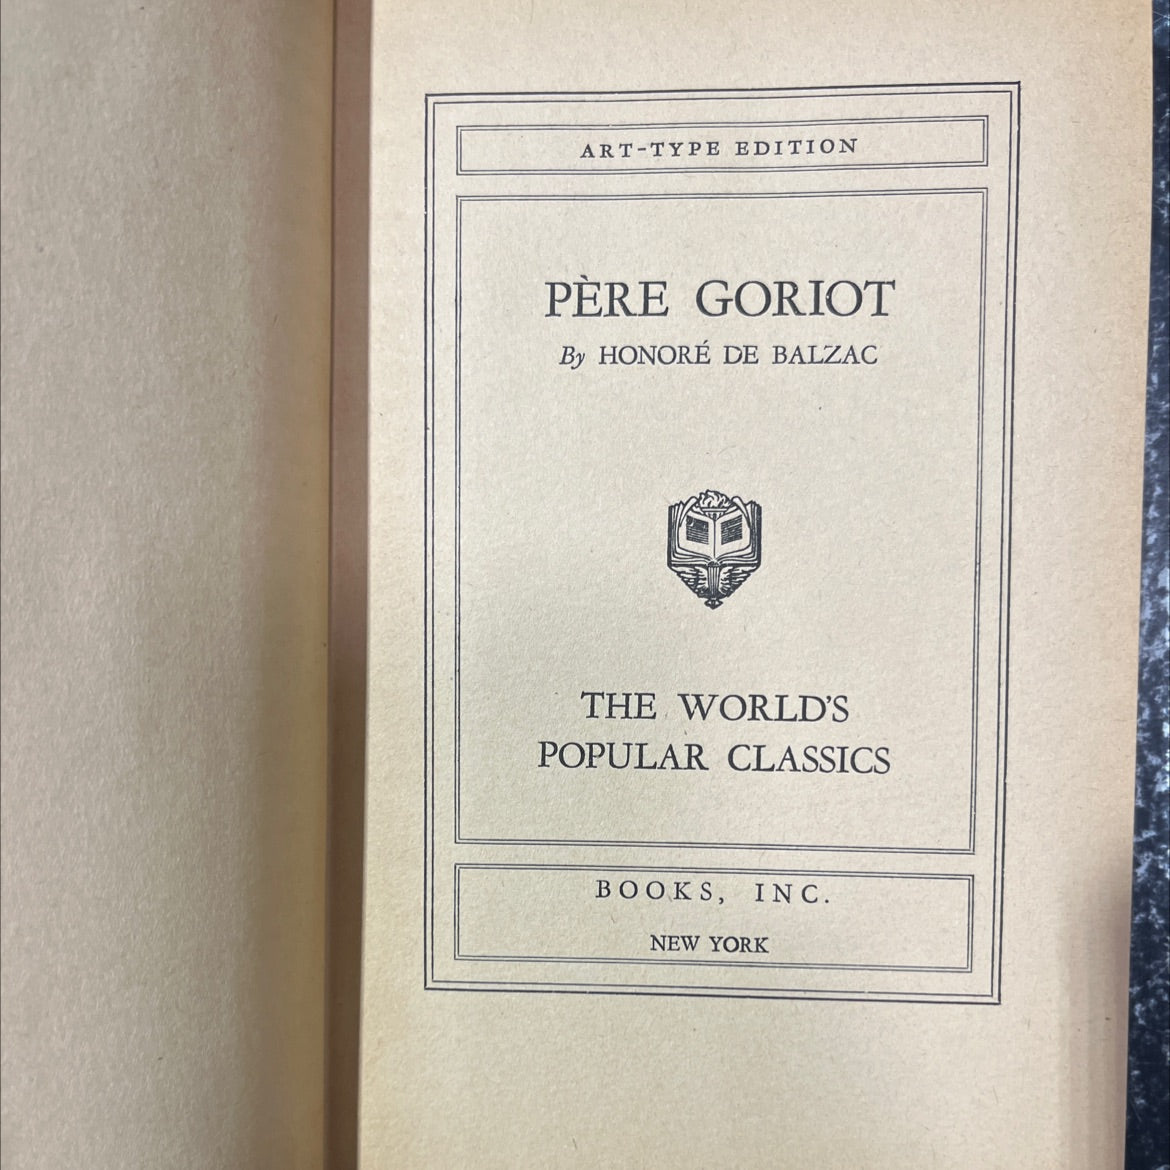 ART-TYPE EDITION
PÈRE GORIOT
By HONORÉ DE BALZAC
THE WORLD'S
POPULAR CLASSICS
BOOKS, INC.
NEW YORK